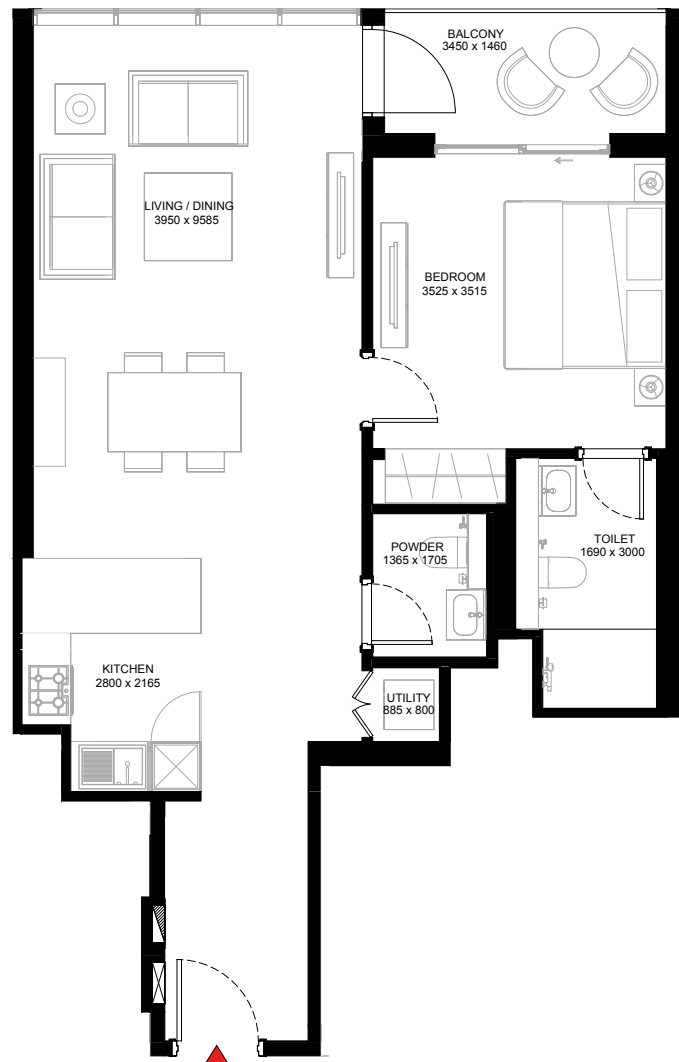 BALCONY
3450 x 1460
LIVING / DINING
3950 x 9585
BEDROOM
3525 x 3515
POWDER
1365 x 1705
TOILET
1690 x 3000
KITCHEN
2800 x 2165
UTILITY
885 x 800